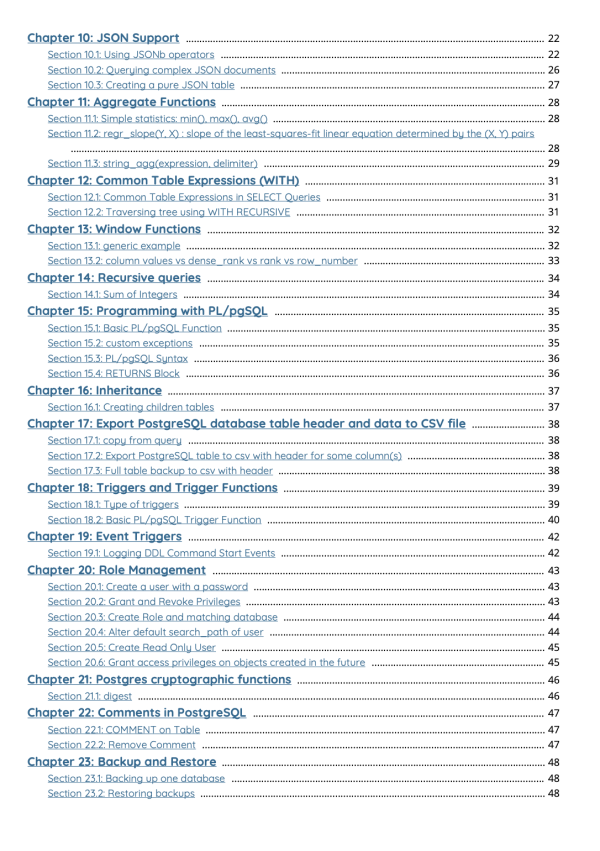 Chapter 10: JSON Support ................ 22
Section 10.1: Using JSONb operators ................ 22
Section 10.2: Querying complex JSON documents ................ 26
Section 10.3: Creating a pure JSON table ................ 27
Chapter 11: Aggregate Functions ................ 28
Section 11.1: Simple statistics: min(), max(), avg() ................ 28
Section 11.2: regr_slope(Y, X) : slope of the least-squares-fit linear equation determined by the (X, Y) pairs
................ 28
Section 11.3: string_agg(expression, delimiter) ................ 29
Chapter 12: Common Table Expressions (WITH) ................ 31
Section 12.1: Common Table Expressions in SELECT Queries ................ 31
Section 12.2: Traversing tree using WITH RECURSIVE ................ 31
Chapter 13: Window Functions ................ 32
Section 13.1: generic example ................ 32
Section 13.2: column values vs dense_rank vs rank vs row_number ................ 33
Chapter 14: Recursive queries ................ 34
Section 14.1: Sum of Integers ................ 34
Chapter 15: Programming with PL/pgSQL ................ 35
Section 15.1: Basic PL/pgSQL Function ................ 35
Section 15.2: custom exceptions ................ 35
Section 15.3: PL/pgSQL Syntax ................ 36
Section 15.4: RETURNS Block ................ 36
Chapter 16: Inheritance ................ 37
Section 16.1: Creating children tables ................ 37
Chapter 17: Export PostgreSQL database table header and data to CSV file ................ 38
Section 17.1: copy from query ................ 38
Section 17.2: Export PostgreSQL table to csv with header for some column(s) ................ 38
Section 17.3: Full table backup to csv with header ................ 38
Chapter 18: Triggers and Trigger Functions ................ 39
Section 18.1: Type of triggers ................ 39
Section 18.2: Basic PL/pgSQL Trigger Function ................ 40
Chapter 19: Event Triggers ................ 42
Section 19.1: Logging DDL Command Start Events ................ 42
Chapter 20: Role Management ................ 43
Section 20.1: Create a user with a password ................ 43
Section 20.2: Grant and Revoke Privileges ................ 43
Section 20.3: Create Role and matching database ................ 44
Section 20.4: Alter default search_path of user ................ 44
Section 20.5: Create Read Only User ................ 45
Section 20.6: Grant access privileges on objects created in the future ................ 45
Chapter 21: Postgres cryptographic functions ................ 46
Section 21.1: digest ................ 46
Chapter 22: Comments in PostgreSQL ................ 47
Section 22.1: COMMENT on Table ................ 47
Section 22.2: Remove Comment ................ 47
Chapter 23: Backup and Restore ................ 48
Section 23.1: Backing up one database ................ 48
Section 23.2: Restoring backups ................ 48